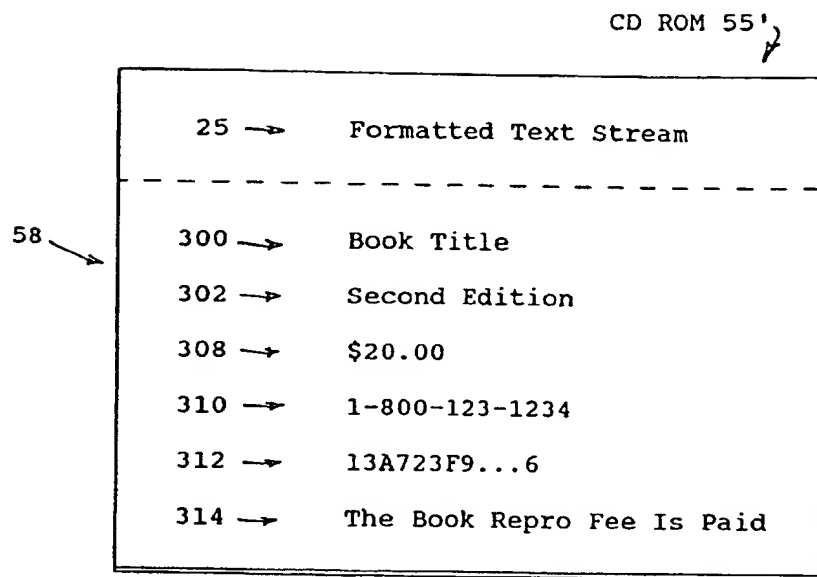 CD ROM 55'
25 Formatted Text Stream
58
300 Book Title
302 Second Edition
308 $20.00
310 1-800-123-1234
312 13A723F9...6
314 The Book Repro Fee Is Paid